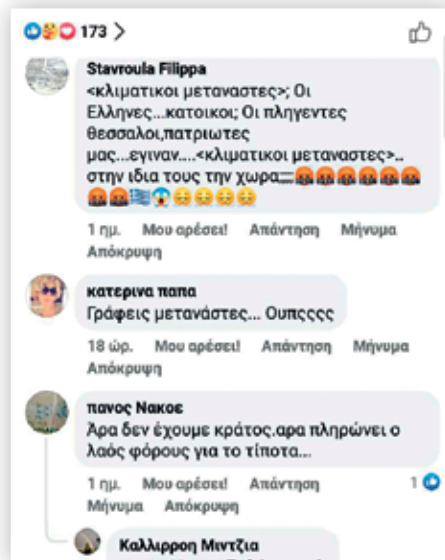 173
Stavroula Filippa
<κλιματικοι μεταναστες>; Οι
Ελληνες...κατοικοι; Οι πληγεντες
θεσσαλοι,πατριωτες
μας...εγιναν....<κλιματικοι μεταναστες>..
στην ιδια τους την χωρα
1 ημ. Μου αρέσει! Απάντηση Μήνυμα
Απόκρυψη
κατερινα παπα
Γράφεις μετανάστες... Ουπςςςς
18 ώρ. Μου αρέσει! Απάντηση Μήνυμα
Απόκρυψη
πανος Νακοε
Άρα δεν έχουμε κράτος.αρα πληρώνει ο
λαός φόρους για το τίποτα...
1 ημ. Μου αρέσει! Απάντηση 1
Μήνυμα Απόκρυψη
Καλλιρροη Μιντζια